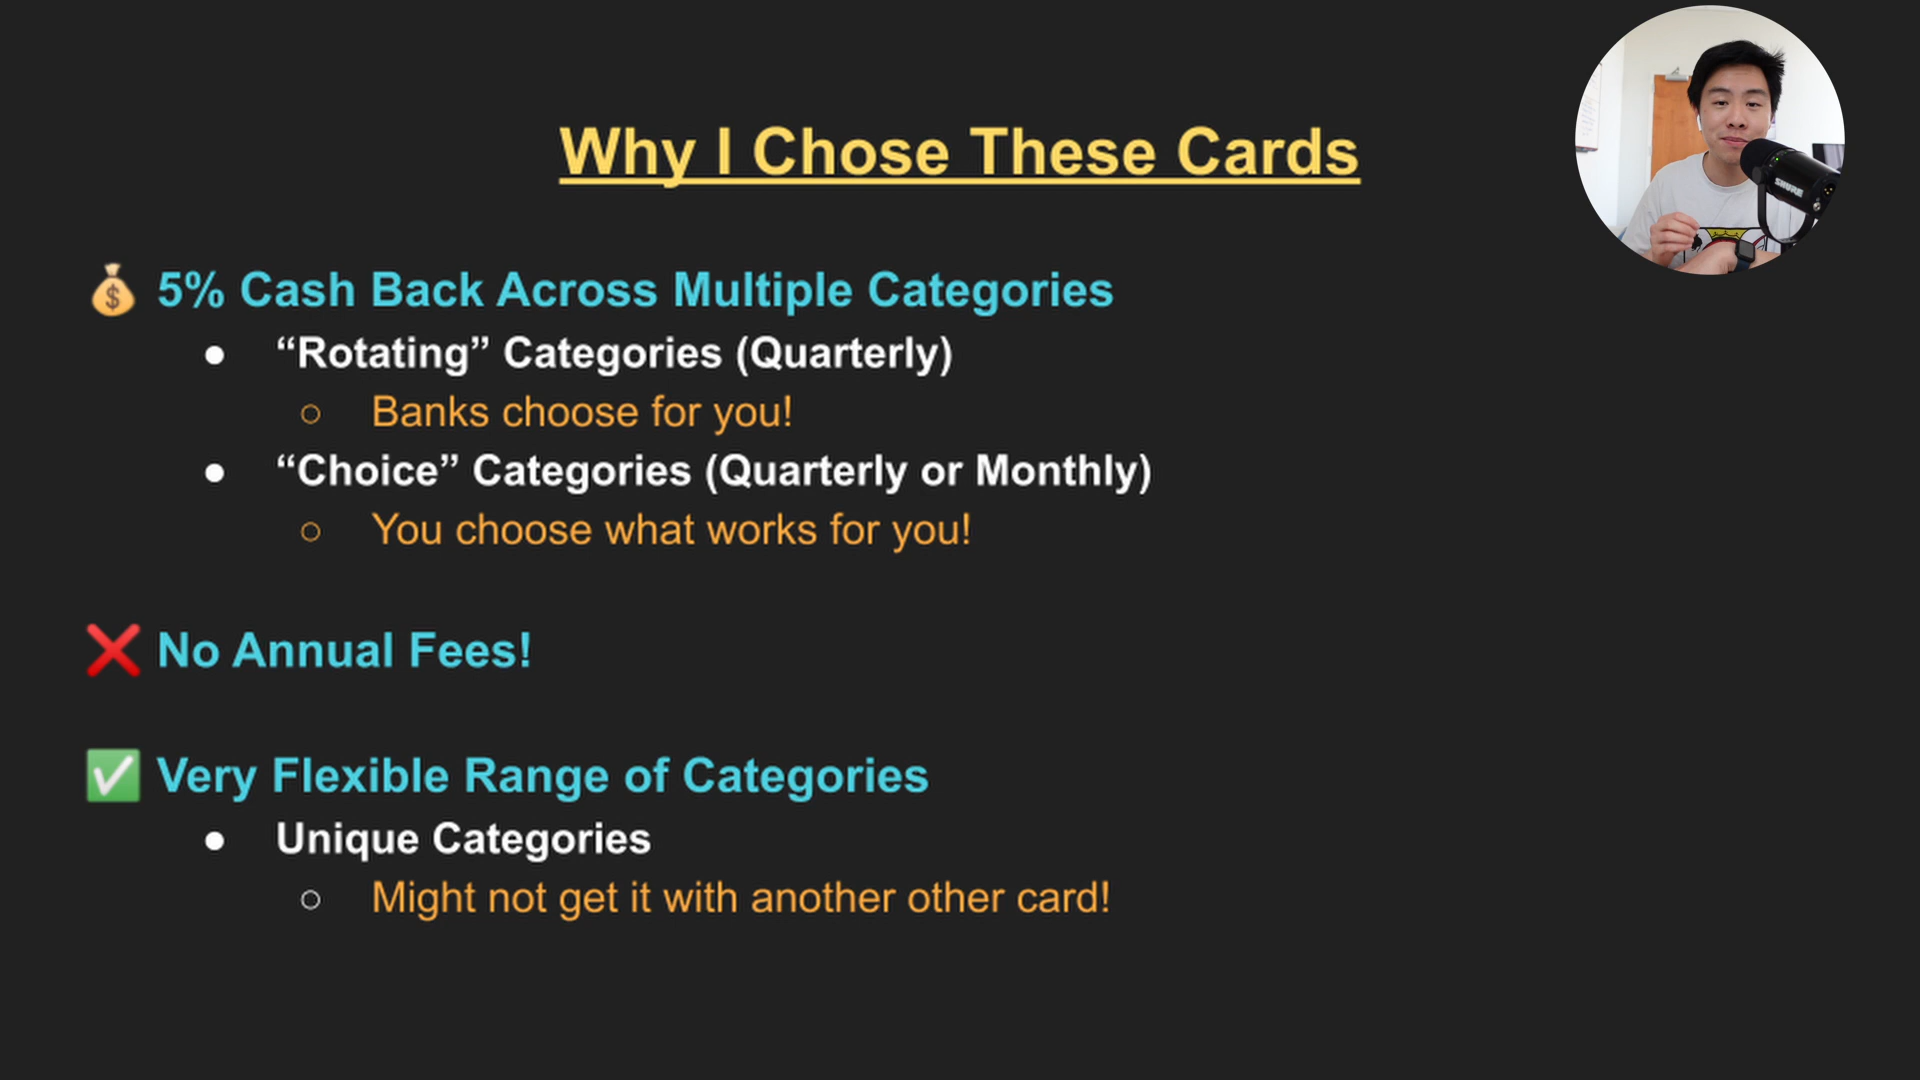 Why I Chose These Cards
💰 5% Cash Back Across Multiple Categories
● “Rotating” Categories (Quarterly)
○ Banks choose for you!
● “Choice” Categories (Quarterly or Monthly)
○ You choose what works for you!
❌ No Annual Fees!
✅ Very Flexible Range of Categories
● Unique Categories
○ Might not get it with another other card!
SHURE